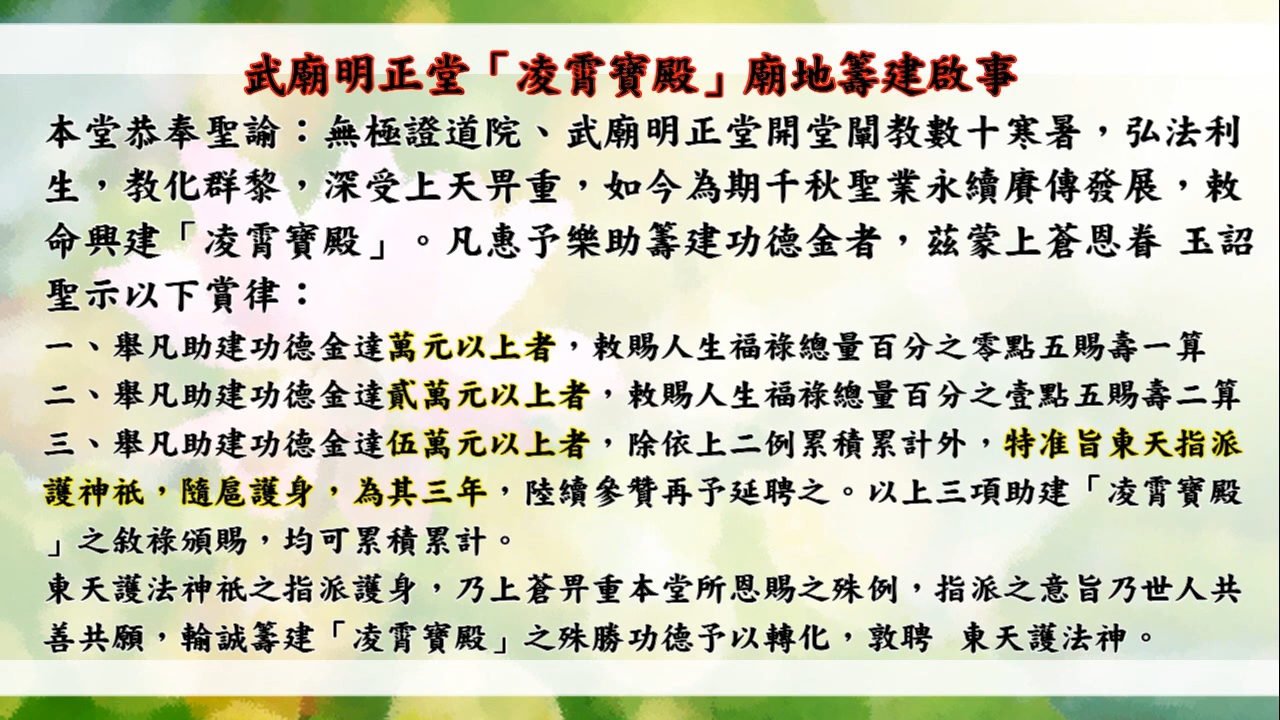 武廟明正堂「凌霄寶殿」廟地籌建啟事
本堂恭奉聖諭：無極證道院、武廟明正堂開堂闡教數十寒暑，弘法利
生，教化群黎，深受上天畀重，如今為期千秋聖業永續賡傳發展，敕
命興建「凌霄寶殿」。凡惠予樂助籌建功德金者，茲蒙上蒼恩眷 玉詔
聖示以下賞律：
一、舉凡助建功德金達萬元以上者，敕賜人生福祿總量百分之零點五賜壽一算
二、舉凡助建功德金達貳萬元以上者，敕賜人生福祿總量百分之壹點五賜壽二算
三、舉凡助建功德金達伍萬元以上者，除依上二例累積累計外，特准旨東天指派
護神祇，隨扈護身，為其三年，陸續參贊再予延聘之。以上三項助建「凌霄寶殿
」之敘祿頒賜，均可累積累計。
東天護法神祇之指派護身，乃上蒼畀重本堂所恩賜之殊例，指派之意旨乃世人共
善共願，輸誠籌建「凌霄寶殿」之殊勝功德予以轉化，敦聘 東天護法神。